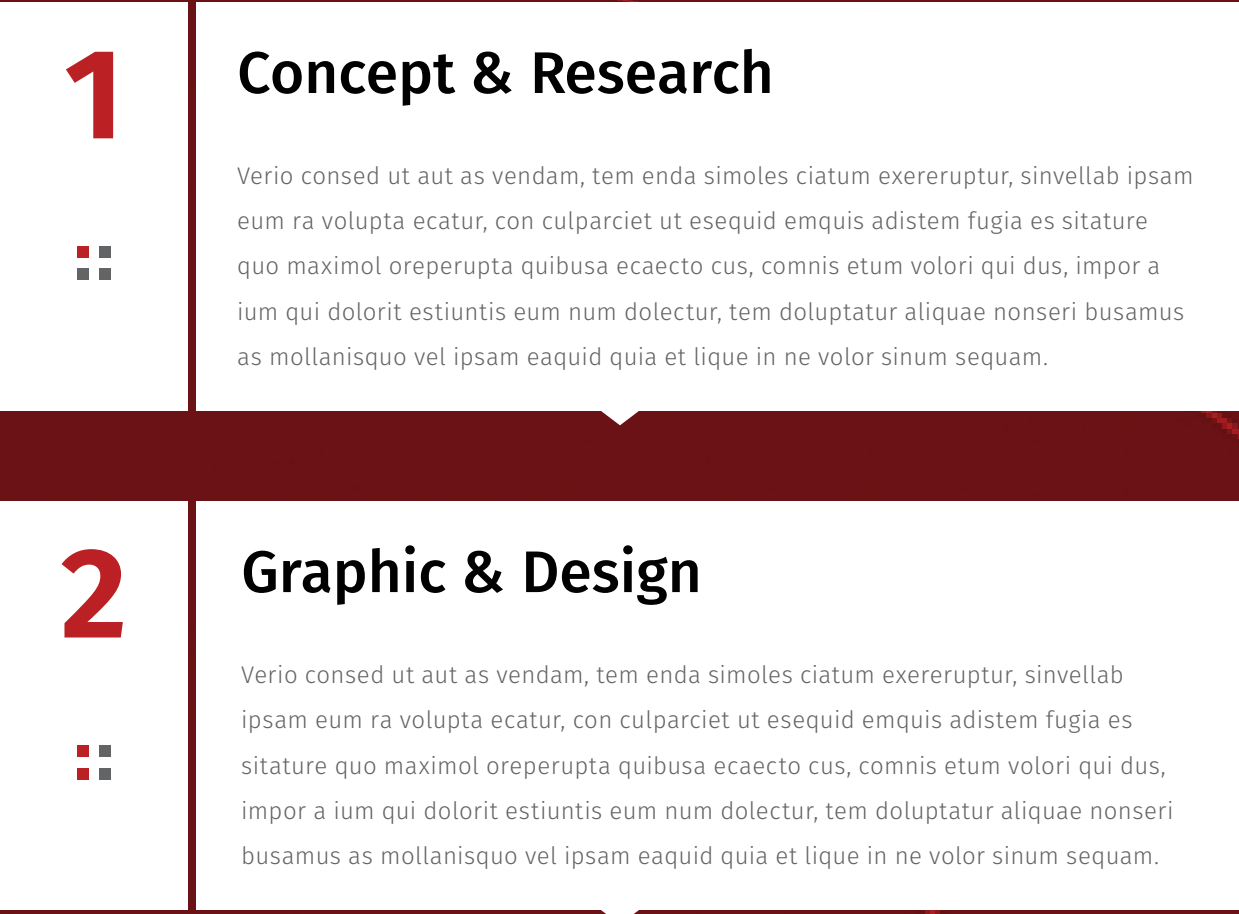 1
Concept & Research
Verio consed ut aut as vendam, tem enda simoles ciatum exereruptur, sinvellab ipsam
eum ra volupta ecatur, con culparciet ut esequid emquis adistem fugia es sitature
quo maximol oreperupta quibusa ecaecto cus, comnis etum volori qui dus, impor a
ium qui dolorit estiuntis eum num dolectur, tem doluptatur aliquae nonseri busamus
as mollanisquo vel ipsam eaquid quia et lique in ne volor sinum sequam.
2
Graphic & Design
Verio consed ut aut as vendam, tem enda simoles ciatum exereruptur, sinvellab
ipsam eum ra volupta ecatur, con culparciet ut esequid emquis adistem fugia es
sitature quo maximol oreperupta quibusa ecaecto cus, comnis etum volori qui dus,
impor a ium qui dolorit estiuntis eum num dolectur, tem doluptatur aliquae nonseri
busamus as mollanisquo vel ipsam eaquid quia et lique in ne volor sinum sequam.